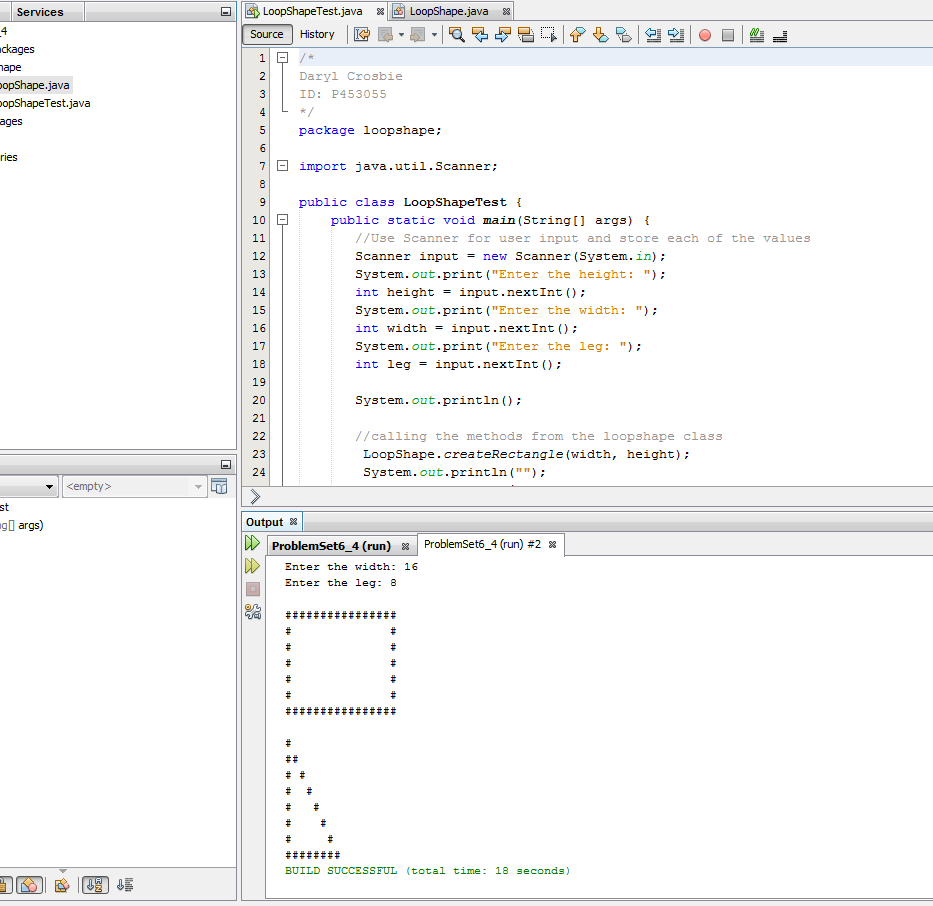 Services
LoopShapeTest.java
LoopShape.java
Source
History
_4
hape
oopShape.java
oopShapeTest.java
ages
ries
1 /*
2 Daryl Crosbie
3 ID: P453055
4 */
5 package loopshape;
6
7 import java.util.Scanner;
8
9 public class LoopShapeTest {
10 public static void main(String[] args) {
11 //Use Scanner for user input and store each of the values
12 Scanner input = new Scanner(System.in);
13 System.out.print("Enter the height: ");
14 int height = input.nextInt();
15 System.out.print("Enter the width: ");
16 int width = input.nextInt();
17 System.out.print("Enter the leg: ");
18 int leg = input.nextInt();
19
20 System.out.println();
21
22 //calling the methods from the loopshape class
23 LoopShape.createRectangle(width, height);
24 System.out.println("");
<empty>
st
g[] args)
Output
ProblemSet6_4 (run)
ProblemSet6_4 (run) #2
Enter the width: 16
Enter the leg: 8
################
#              #
#              #
#              #
#              #
#              #
################
#
##
# #
#  #
#   #
#    #
#     #
########
BUILD SUCCESSFUL (total time: 18 seconds)